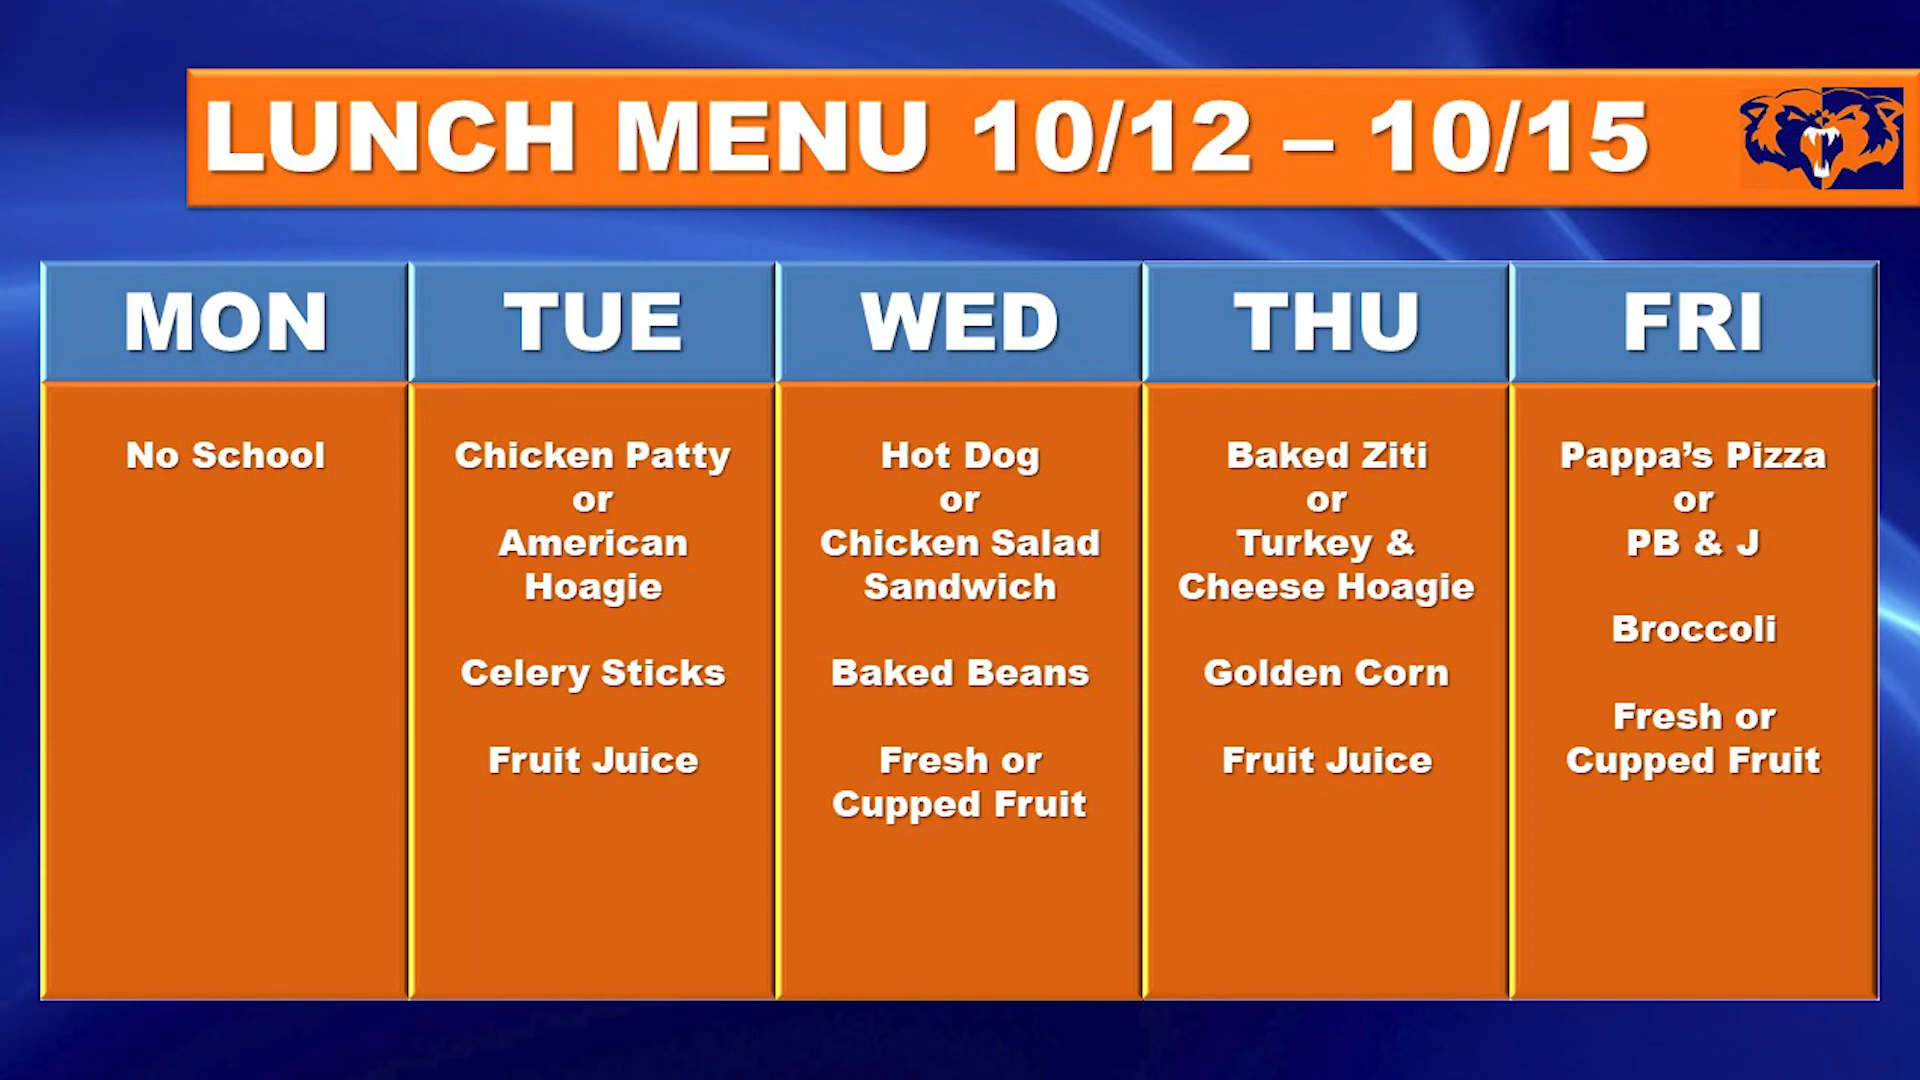 LUNCH MENU 10/12 – 10/15
MON
No School
TUE
Chicken Patty
or
American
Hoagie
Celery Sticks
Fruit Juice
WED
Hot Dog
or
Chicken Salad
Sandwich
Baked Beans
Fresh or
Cupped Fruit
THU
Baked Ziti
or
Turkey &
Cheese Hoagie
Golden Corn
Fruit Juice
FRI
Pappa’s Pizza
or
PB & J
Broccoli
Fresh or
Cupped Fruit